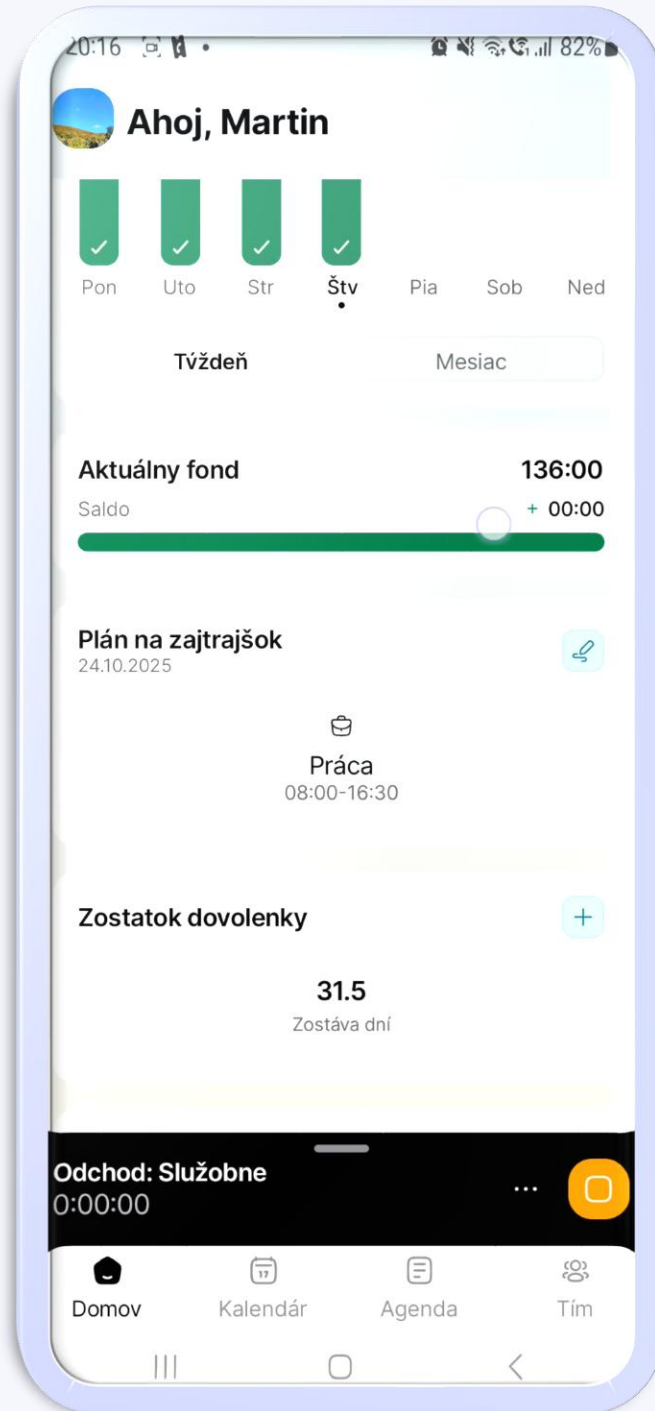 20:16 82%
Ahoj, Martin
Pon Uto Str Štv Pia Sob Ned
Týždeň Mesiac
Aktuálny fond 136:00
Saldo + 00:00
Plán na zajtrajšok
24.10.2025
Práca
08:00-16:30
Zostatok dovolenky
31.5
Zostáva dní
Odchod: Služobne
0:00:00
17
Domov Kalendár Agenda Tím